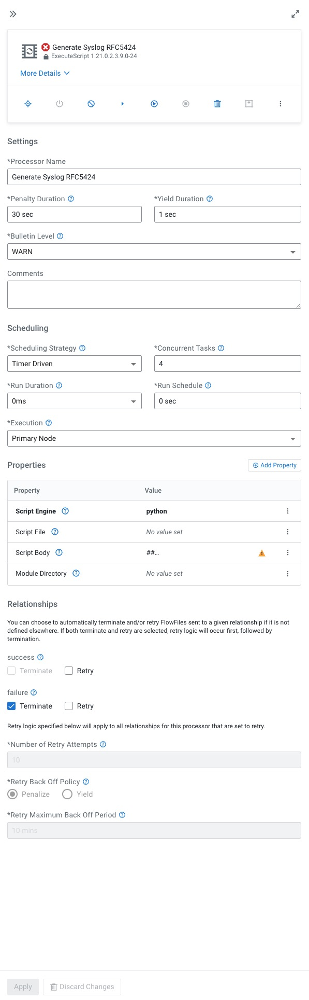 Generate Syslog RFC5424
ExecuteScript 1.21.0.2.3.9.0-24
More Details
Settings
*Processor Name
Generate Syslog RFC5424
*Penalty Duration
*Yield Duration
30 sec
1 sec
*Bulletin Level
WARN
Comments
Scheduling
*Scheduling Strategy
*Concurrent Tasks
Timer Driven
4
*Run Duration
*Run Schedule
0ms
0 sec
*Execution
Primary Node
Properties
Add Property
Property Value
Script Engine python
Script File No value set
Script Body ##...
Module Directory No value set
Relationships
You can choose to automatically terminate and/or retry FlowFiles sent to a given relationship if it is not
defined elsewhere. If both terminate and retry are selected, retry logic will occur first, followed by
termination.
success
Terminate Retry
failure
Terminate Retry
Retry logic specified below will apply to all relationships for this processor that are set to retry.
*Number of Retry Attempts
10
*Retry Back Off Policy
Penalize Yield
*Retry Maximum Back Off Period
10 mins
Apply Discard Changes